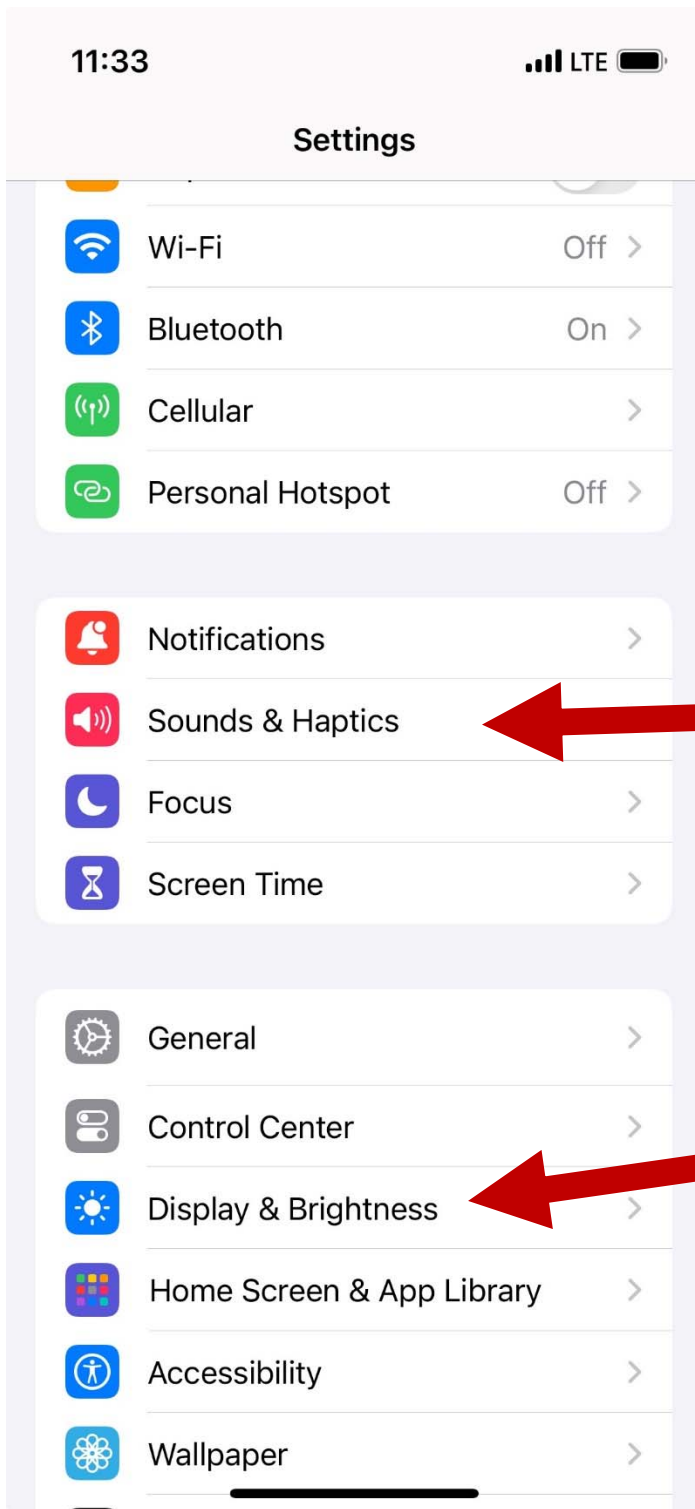 11:33
LTE
Settings
Wi-Fi Off
Bluetooth On
Cellular
Personal Hotspot Off
Notifications
Sounds & Haptics
Focus
Screen Time
General
Control Center
Display & Brightness
Home Screen & App Library
Accessibility
Wallpaper